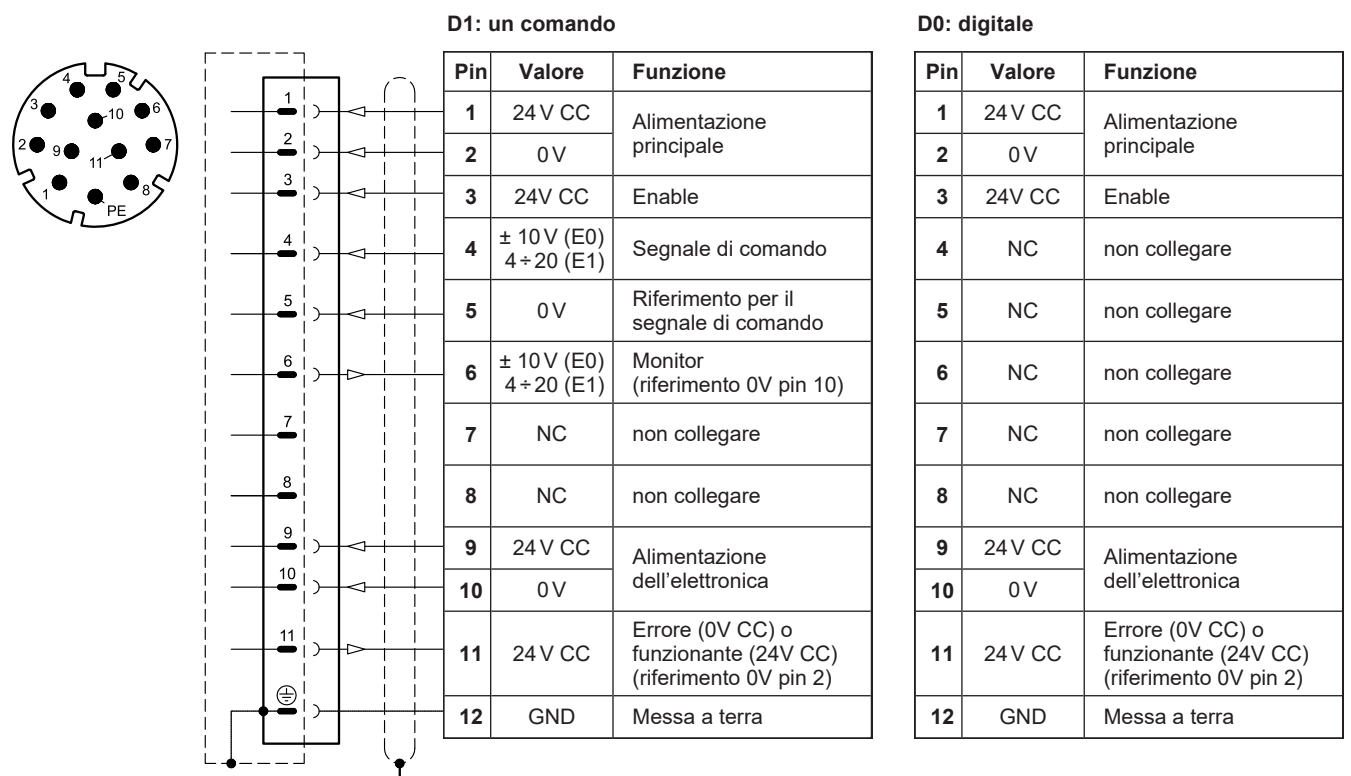 4
5
3
10
6
2
9
11
7
1
8
PE
1
2
3
4
5
6
7
8
9
10
11
D1: un comando
Pin Valore Funzione
1 24 V CC Alimentazione
principale
2 0 V
3 24V CC Enable
4 ± 10 V (E0)
4 ÷ 20 (E1) Segnale di comando
5 0 V Riferimento per il
segnale di comando
6 ± 10 V (E0)
4 ÷ 20 (E1) Monitor
(riferimento 0V pin 10)
7 NC non collegare
8 NC non collegare
9 24 V CC Alimentazione
dell'elettronica
10 0 V
11 24 V CC Errore (0V CC) o
funzionante (24V CC)
(riferimento 0V pin 2)
12 GND Messa a terra
D0: digitale
Pin Valore Funzione
1 24 V CC Alimentazione
principale
2 0 V
3 24V CC Enable
4 NC non collegare
5 NC non collegare
6 NC non collegare
7 NC non collegare
8 NC non collegare
9 24 V CC Alimentazione
dell'elettronica
10 0 V
11 24 V CC Errore (0V CC) o
funzionante (24V CC)
(riferimento 0V pin 2)
12 GND Messa a terra